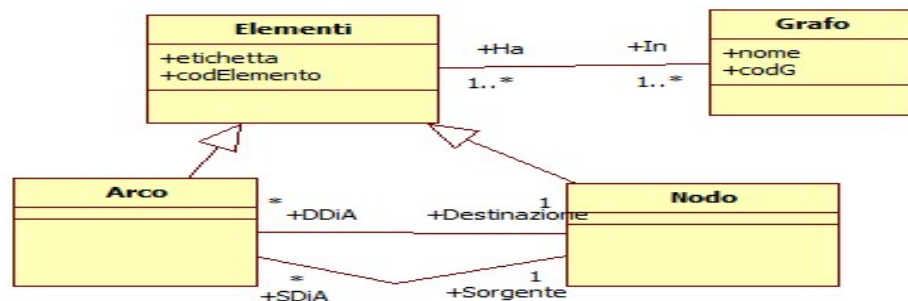 Elementi
+etichetta
+codElemento
+Ha
1..*
+In
1..*
Grafo
+nome
+codG
Arco
*
+DDiA
1
+Destinazione
Nodo
*
+SDiA
1
+Sorgente